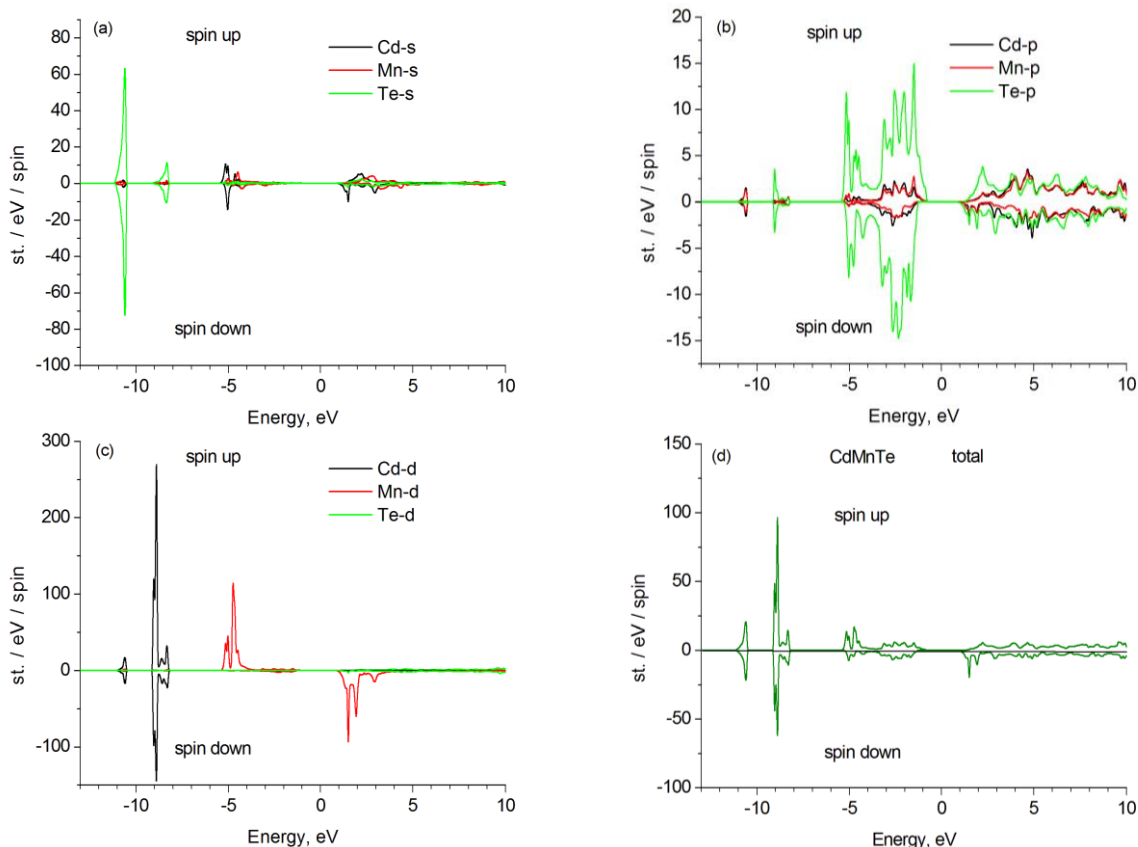 (a)
spin up
Cd-s
Mn-s
Te-s
80
60
40
20
0
-20
-40
-60
-80
-100
st. / eV / spin
spin down
-10
-5
0
5
10
Energy, eV
(b)
spin up
Cd-p
Mn-p
Te-p
20
15
10
5
0
-5
-10
-15
st. / eV / spin
spin down
-10
-5
0
5
10
Energy, eV
(c)
spin up
Cd-d
Mn-d
Te-d
300
200
100
0
-100
st. / eV / spin
spin down
-10
-5
0
5
10
Energy, eV
(d)
CdMnTe total
spin up
150
100
50
0
-50
-100
st. / eV / spin
spin down
-10
-5
0
5
10
Energy, eV